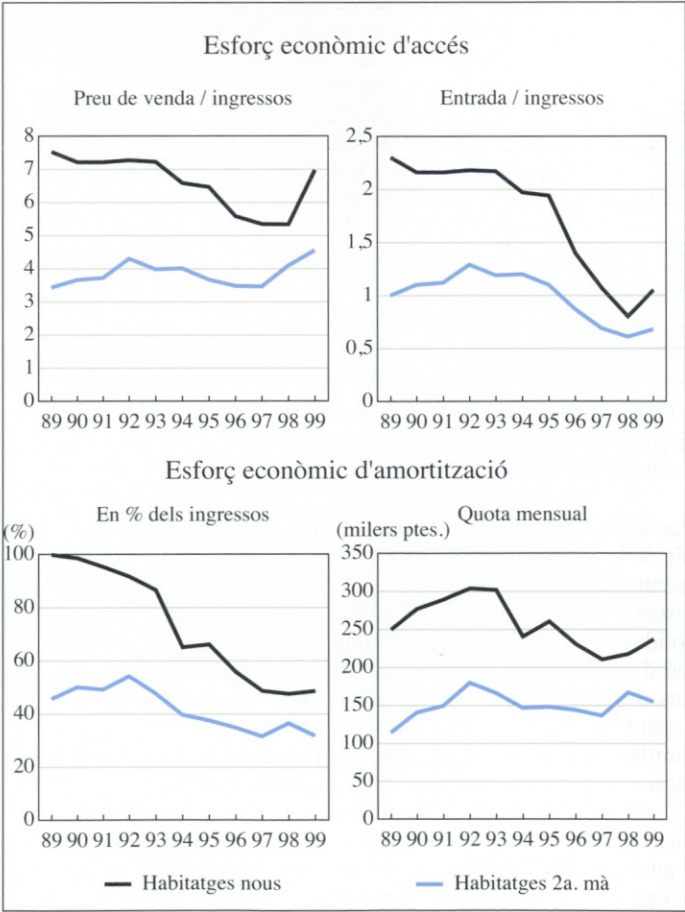 Esforç econòmic d'accés
Preu de venda / ingressos
8
7
6
5
4
3
2
1
0
89 90 91 92 93 94 95 96 97 98 99
Entrada / ingressos
2,5
2
1,5
1
0,5
0
89 90 91 92 93 94 95 96 97 98 99
Esforç econòmic d'amortització
En % dels ingressos
(%)
100
80
60
40
20
0
89 90 91 92 93 94 95 96 97 98 99
Quota mensual
(milers ptes.)
350
300
250
200
150
100
50
0
89 90 91 92 93 94 95 96 97 98 99
Habitatges nous
Habitatges 2a. mà